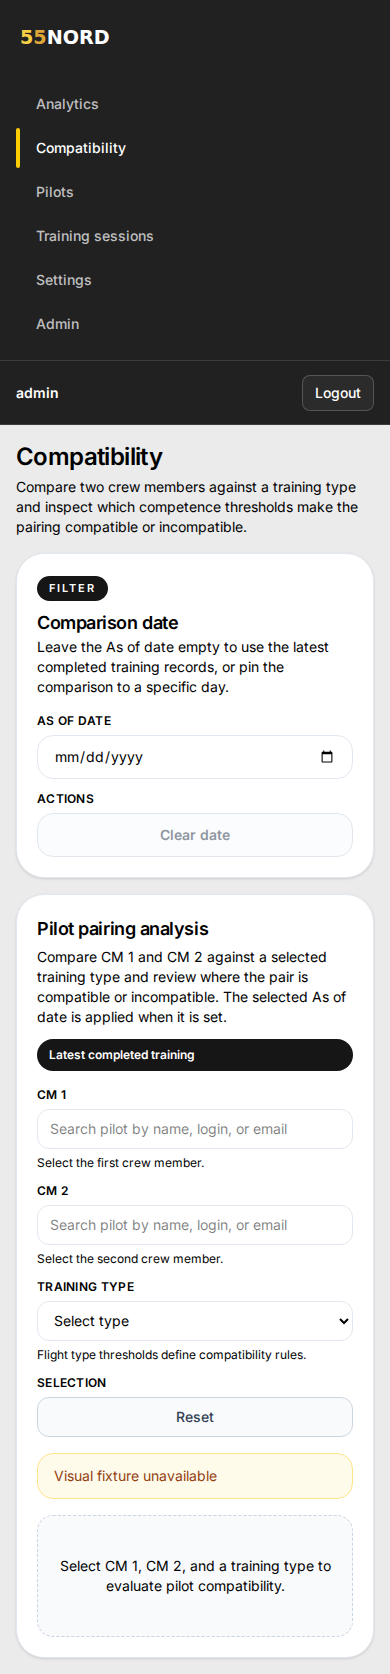 55NORD
Analytics
Compatibility
Pilots
Training sessions
Settings
Admin
admin
Logout
Compatibility
Compare two crew members against a training type
and inspect which competence thresholds make the
pairing compatible or incompatible.
FILTER
Comparison date
Leave the As of date empty to use the latest
completed training records, or pin the
comparison to a specific day.
AS OF DATE
mm/dd/yyyy
ACTIONS
Clear date
Pilot pairing analysis
Compare CM 1 and CM 2 against a selected
training type and review where the pair is
compatible or incompatible. The selected As of
date is applied when it is set.
Latest completed training
CM 1
Search pilot by name, login, or email
Select the first crew member.
CM 2
Search pilot by name, login, or email
Select the second crew member.
TRAINING TYPE
Select type
Flight type thresholds define compatibility rules.
SELECTION
Reset
Visual fixture unavailable
Select CM 1, CM 2, and a training type to
evaluate pilot compatibility.